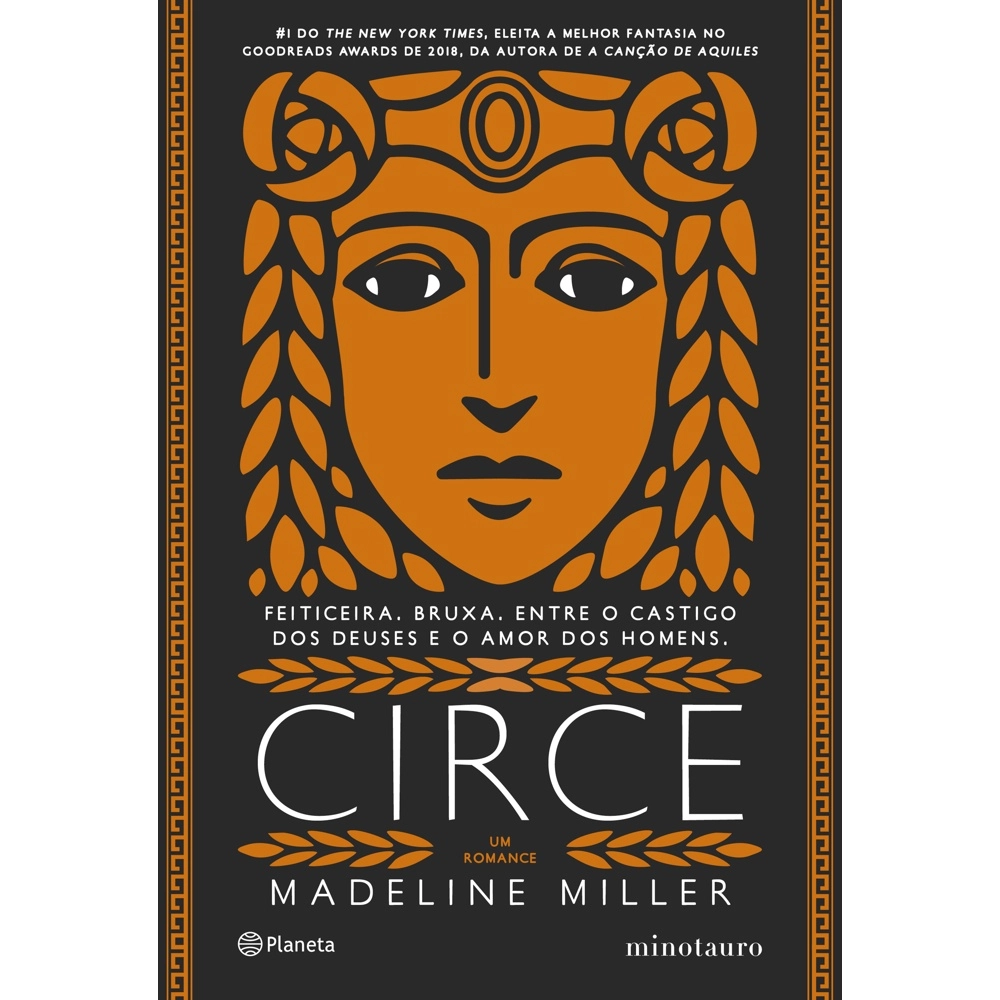 #1 DO THE NEW YORK TIMES, ELEITA A MELHOR FANTASIA NO
GOODREADS AWARDS DE 2018, DA AUTORA DE A CANÇÃO DE AQUILES
FEITICEIRA. BRUXA. ENTRE O CASTIGO
DOS DEUSES E O AMOR DOS HOMENS.
CIRCE
UM
ROMANCE
MADELINE MILLER
Planeta
minotauro